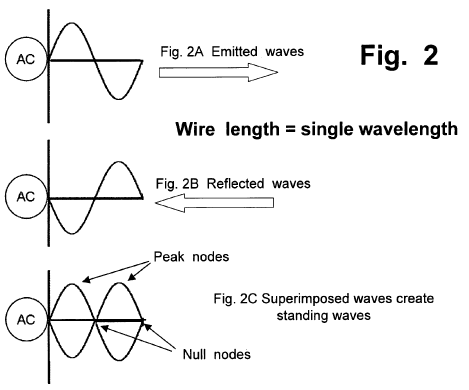 AC
Fig. 2A Emitted waves
Fig. 2
Wire length = single wavelength
AC
Fig. 2B Reflected waves
Peak nodes
AC
Fig. 2C Superimposed waves create
standing waves
Null nodes